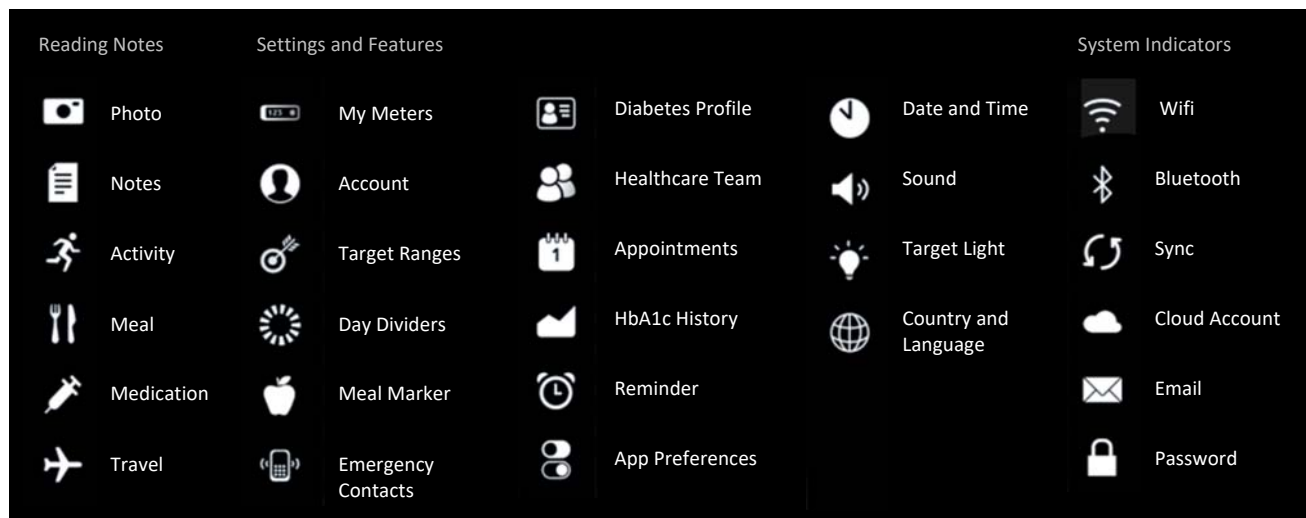 Reading Notes
Settings and Features
System Indicators
Photo
Notes
Activity
Meal
Medication
Travel
My Meters
Account
Target Ranges
Day Dividers
Meal Marker
Emergency
Contacts
Diabetes Profile
Healthcare Team
1
Appointments
HbA1c History
Reminder
App Preferences
Date and Time
Sound
Target Light
Country and
Language
Wifi
Bluetooth
Sync
Cloud Account
Email
Password